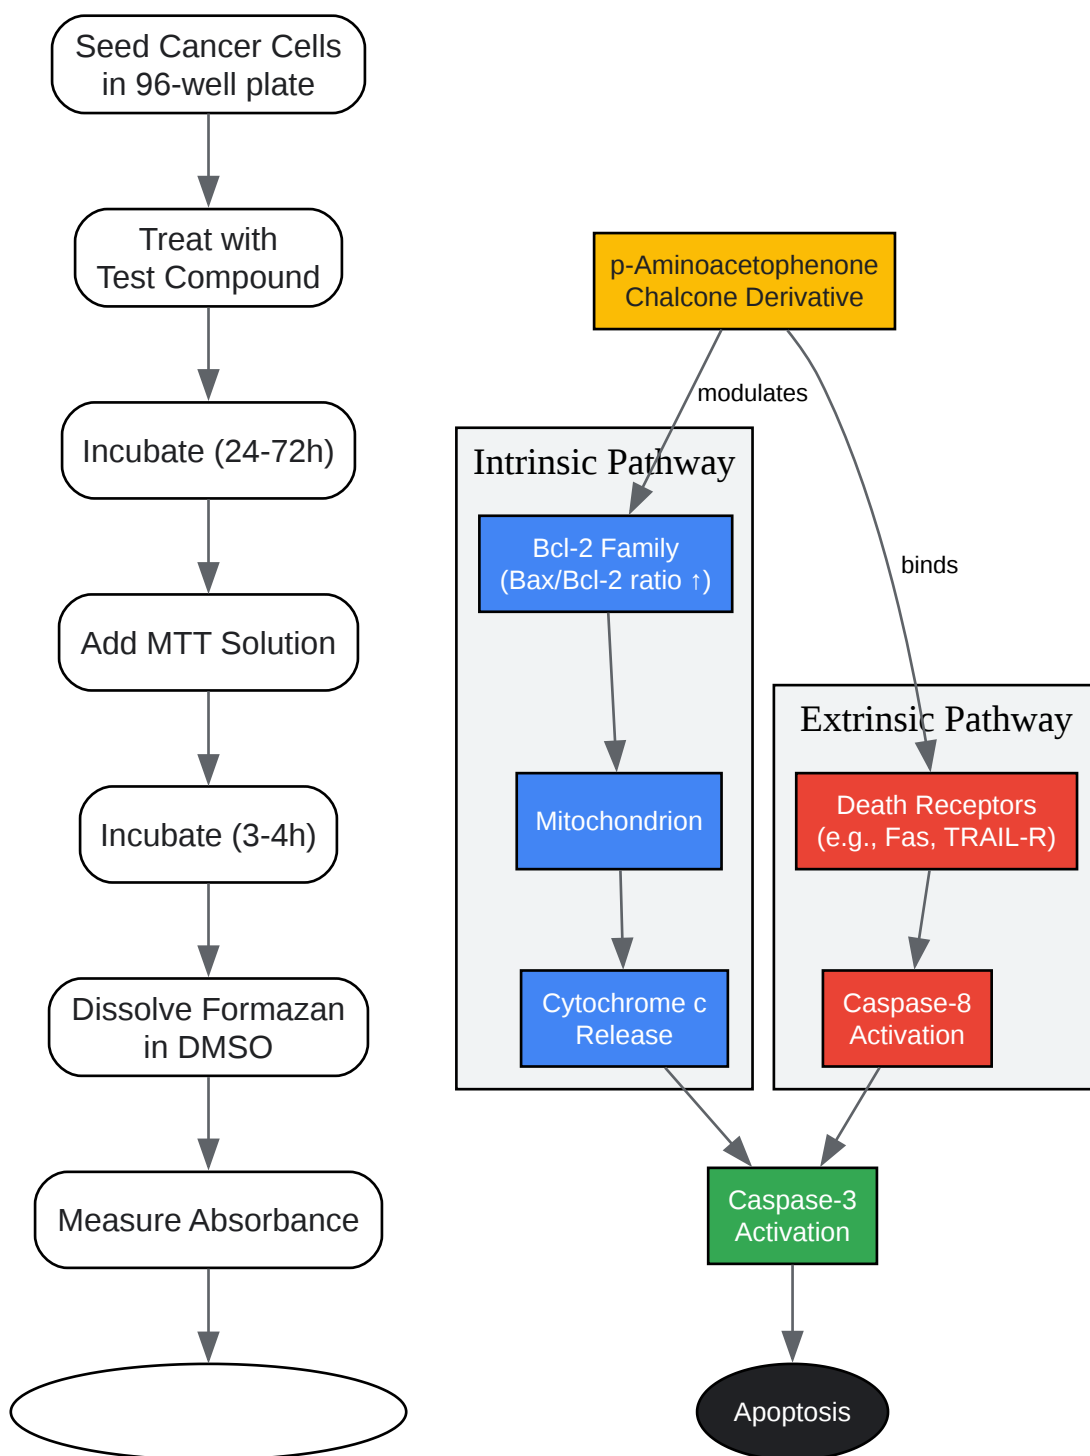 Seed Cancer Cells
in 96-well plate
Treat with
Test Compound
Incubate (24-72h)
Add MTT Solution
Incubate (3-4h)
Dissolve Formazan
in DMSO
Measure Absorbance
p-Aminoacetophenone
Chalcone Derivative
modulates
binds
Intrinsic Pathway
Bcl-2 Family
(Bax/Bcl-2 ratio ↑)
Mitochondrion
Cytochrome c
Release
Extrinsic Pathway
Death Receptors
(e.g., Fas, TRAIL-R)
Caspase-8
Activation
Caspase-3
Activation
Apoptosis